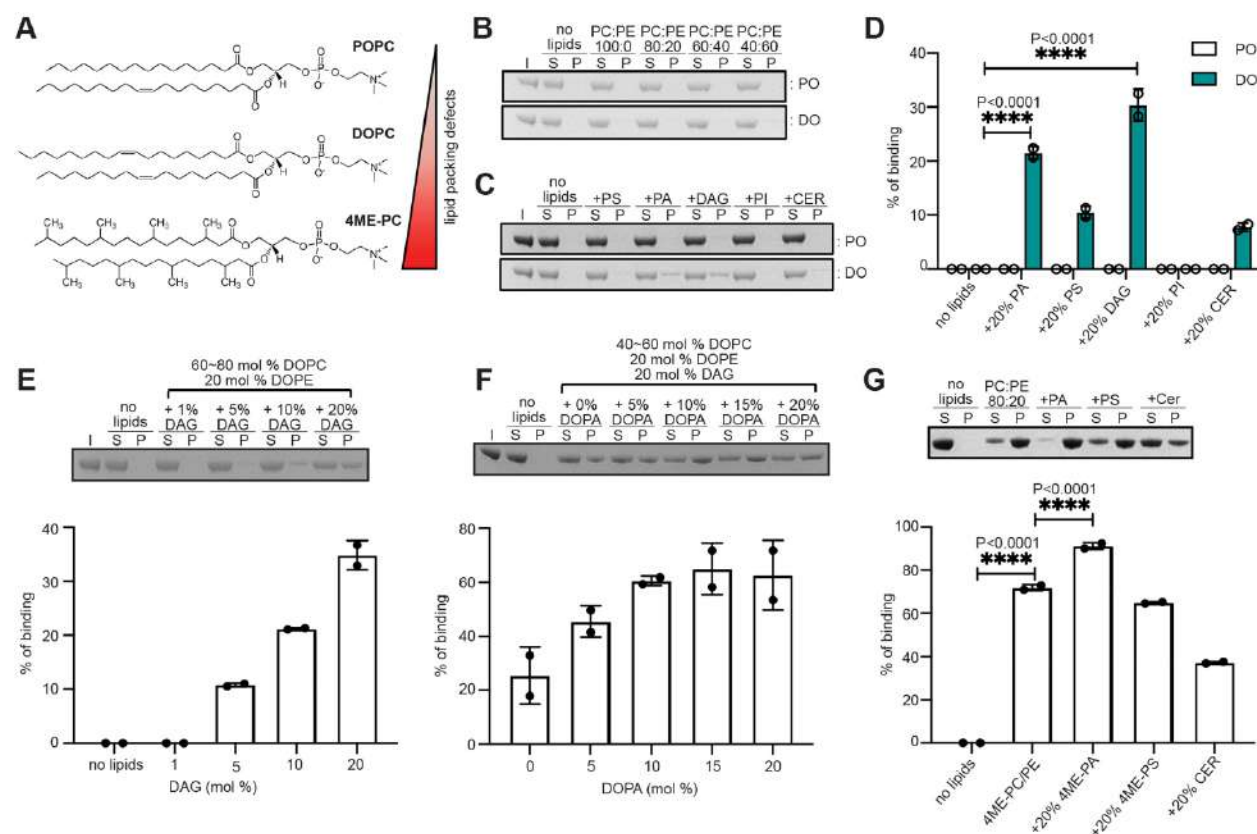 A
POPC
O
O
P
O
O⁻
N⁺
H
O
O
DOPC
O
O
P
O
O⁻
N⁺
H
O
O
4ME-PC
CH₃ CH₃ CH₃ CH₃ O
O
P
O
O⁻
N⁺
H
O
O
CH₃ CH₃ CH₃ CH₃
lipid packing defects
B
no lipids PC:PE 100:0 PC:PE 80:20 PC:PE 60:40 PC:PE 40:60
I S P S P S P S P S P
: PO
: DO
C
no lipids +PS +PA +DAG +PI +CER
I S P S P S P S P S P S P
: PO
: DO
D
P<0.0001
****
P<0.0001
****
PO
DO
% of binding
40
30
20
10
0
no lipids
+20% PA
+20% PS
+20% DAG
+20% PI
+20% CER
E
60~80 mol % DOPC
20 mol % DOPE
no lipids + 1% DAG + 5% DAG + 10% DAG + 20% DAG
I S P S P S P S P S P
% of binding
40
30
20
10
0
no lipids 1 5 10 20
DAG (mol %)
F
40~60 mol % DOPC
20 mol % DOPE
20 mol % DAG
no lipids + 0% DOPA + 5% DOPA + 10% DOPA + 15% DOPA + 20% DOPA
I S P S P S P S P S P S P
% of binding
80
60
40
20
0
0 5 10 15 20
DOPA (mol %)
G
no lipids PC:PE 80:20 +PA +PS +Cer
S P S P S P S P S P
P<0.0001
****
P<0.0001
****
% of binding
100
80
60
40
20
0
no lipids
4ME-PC/PE
+20% 4ME-PA
+20% 4ME-PS
+20% CER